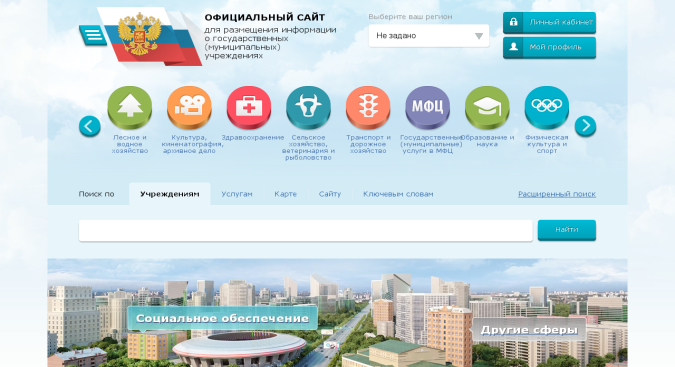 ОФИЦИАЛЬНЫЙ САЙТ
для размещения информации
о государственных
(муниципальных)
учреждениях
Выберите ваш регион
Не задано
Личный кабинет
Мой профиль
МФЦ
Лесное и
водное
хозяйство
Культура,
кинематография,
архивное дело
Здравоохранение
Сельское
хозяйство,
ветеринария и
рыболовство
Транспорт и
дорожное
хозяйство
Государственные
(муниципальные)
услуги в МФЦ
Образование и
наука
Физическая
культура и
спорт
Поиск по Учреждениям Услугам Карте Сайту Ключевым словам Расширенный поиск
Найти
Социальное обеспечение
Другие сферы